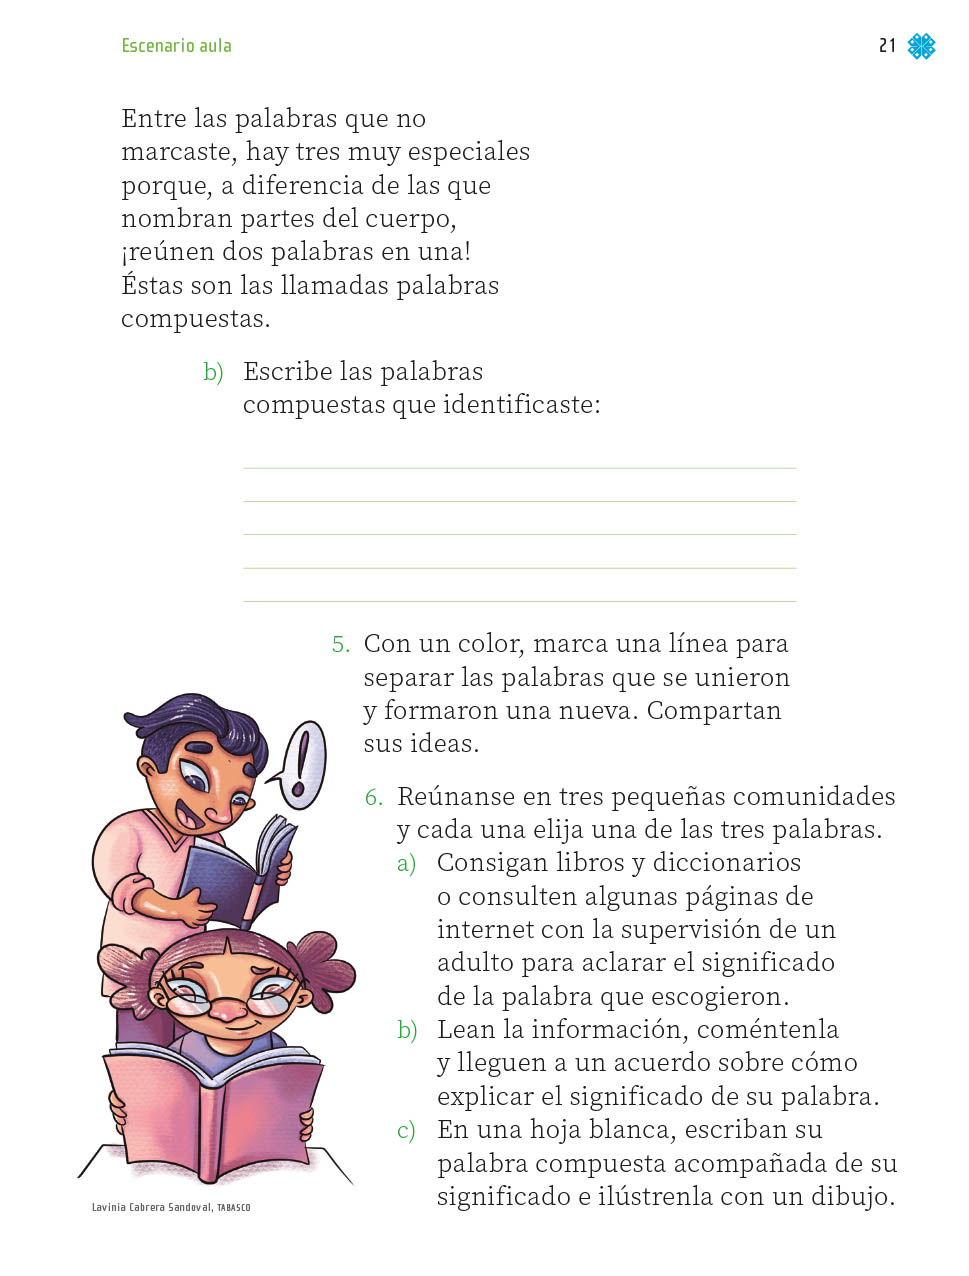 Escenario aula
21
Entre las palabras que no
marcaste, hay tres muy especiales
porque, a diferencia de las que
nombran partes del cuerpo,
¡reúnen dos palabras en una!
Éstas son las llamadas palabras
compuestas.
b) Escribe las palabras
compuestas que identificaste:
5. Con un color, marca una línea para
separar las palabras que se unieron
y formaron una nueva. Compartan
sus ideas.
6. Reúnanse en tres pequeñas comunidades
y cada una elija una de las tres palabras.
a) Consigan libros y diccionarios
o consulten algunas páginas de
internet con la supervisión de un
adulto para aclarar el significado
de la palabra que escogieron.
b) Lean la información, coméntenla
y lleguen a un acuerdo sobre cómo
explicar el significado de su palabra.
c) En una hoja blanca, escriban su
palabra compuesta acompañada de su
significado e ilústrenla con un dibujo.
!
Lavinia Cabrera Sandoval, TABASCO